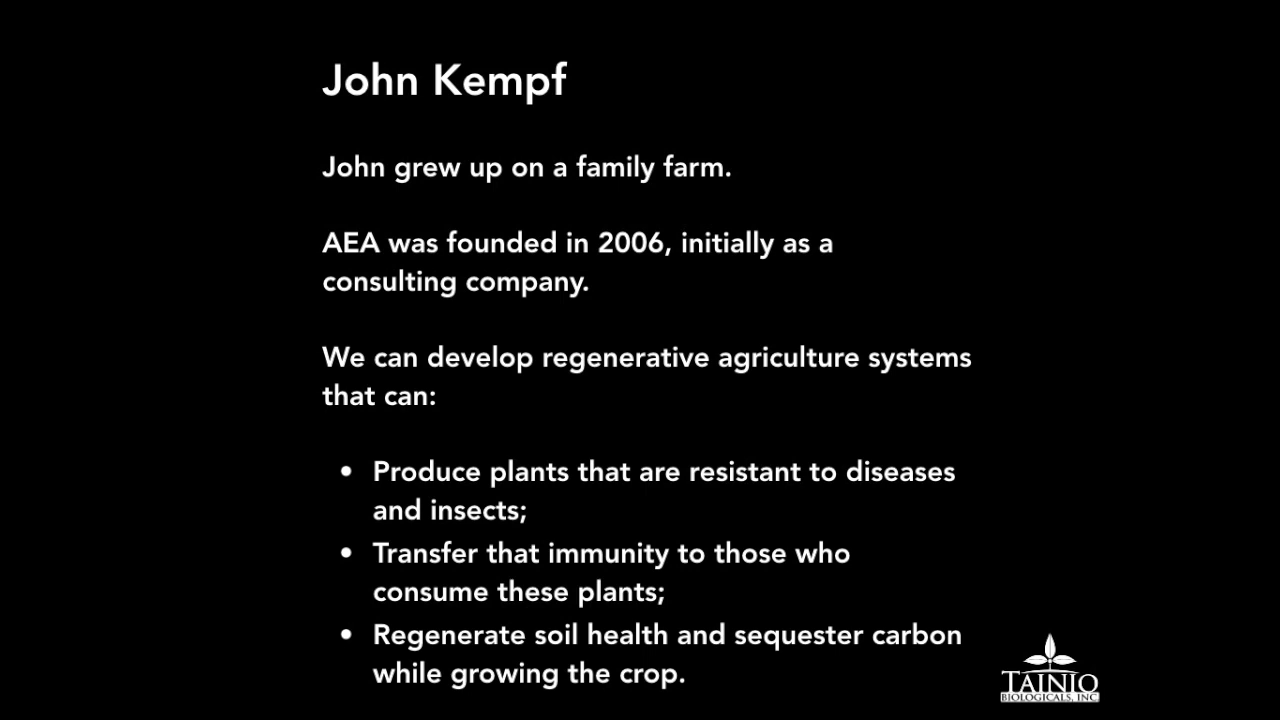 John Kempf
John grew up on a family farm.
AEA was founded in 2006, initially as a
consulting company.
We can develop regenerative agriculture systems
that can:
• Produce plants that are resistant to diseases
and insects;
• Transfer that immunity to those who
consume these plants;
• Regenerate soil health and sequester carbon
while growing the crop.
TAINIO
BIOLOGICALS, INC